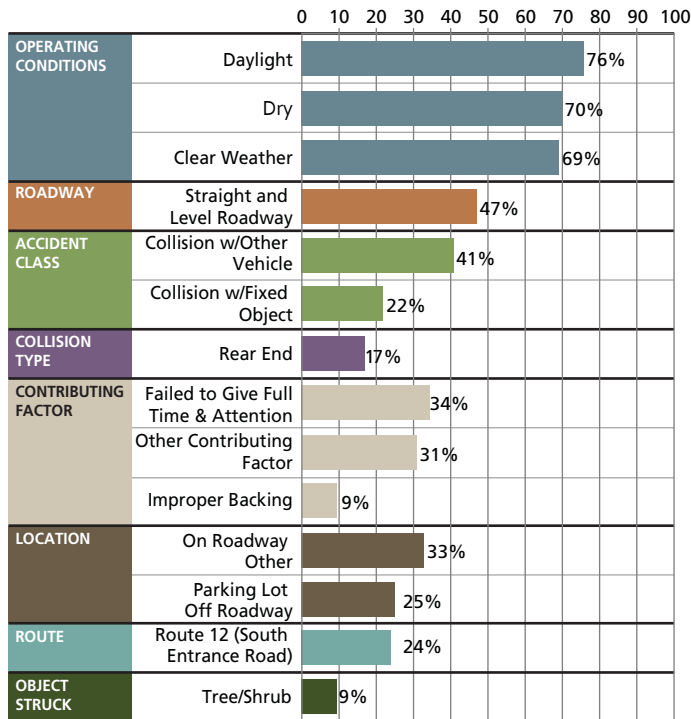 0 10 20 30 40 50 60 70 80 90 100
OPERATING
CONDITIONS
Daylight
76%
Dry
70%
Clear Weather
69%
ROADWAY
Straight and
Level Roadway
47%
ACCIDENT
CLASS
Collision w/Other
Vehicle
41%
Collision w/Fixed
Object
22%
COLLISION
TYPE
Rear End
17%
CONTRIBUTING
FACTOR
Failed to Give Full
Time & Attention
34%
Other Contributing
Factor
31%
Improper Backing
9%
LOCATION
On Roadway
Other
33%
Parking Lot
Off Roadway
25%
ROUTE
Route 12 (South
Entrance Road)
24%
OBJECT
STRUCK
Tree/Shrub
9%